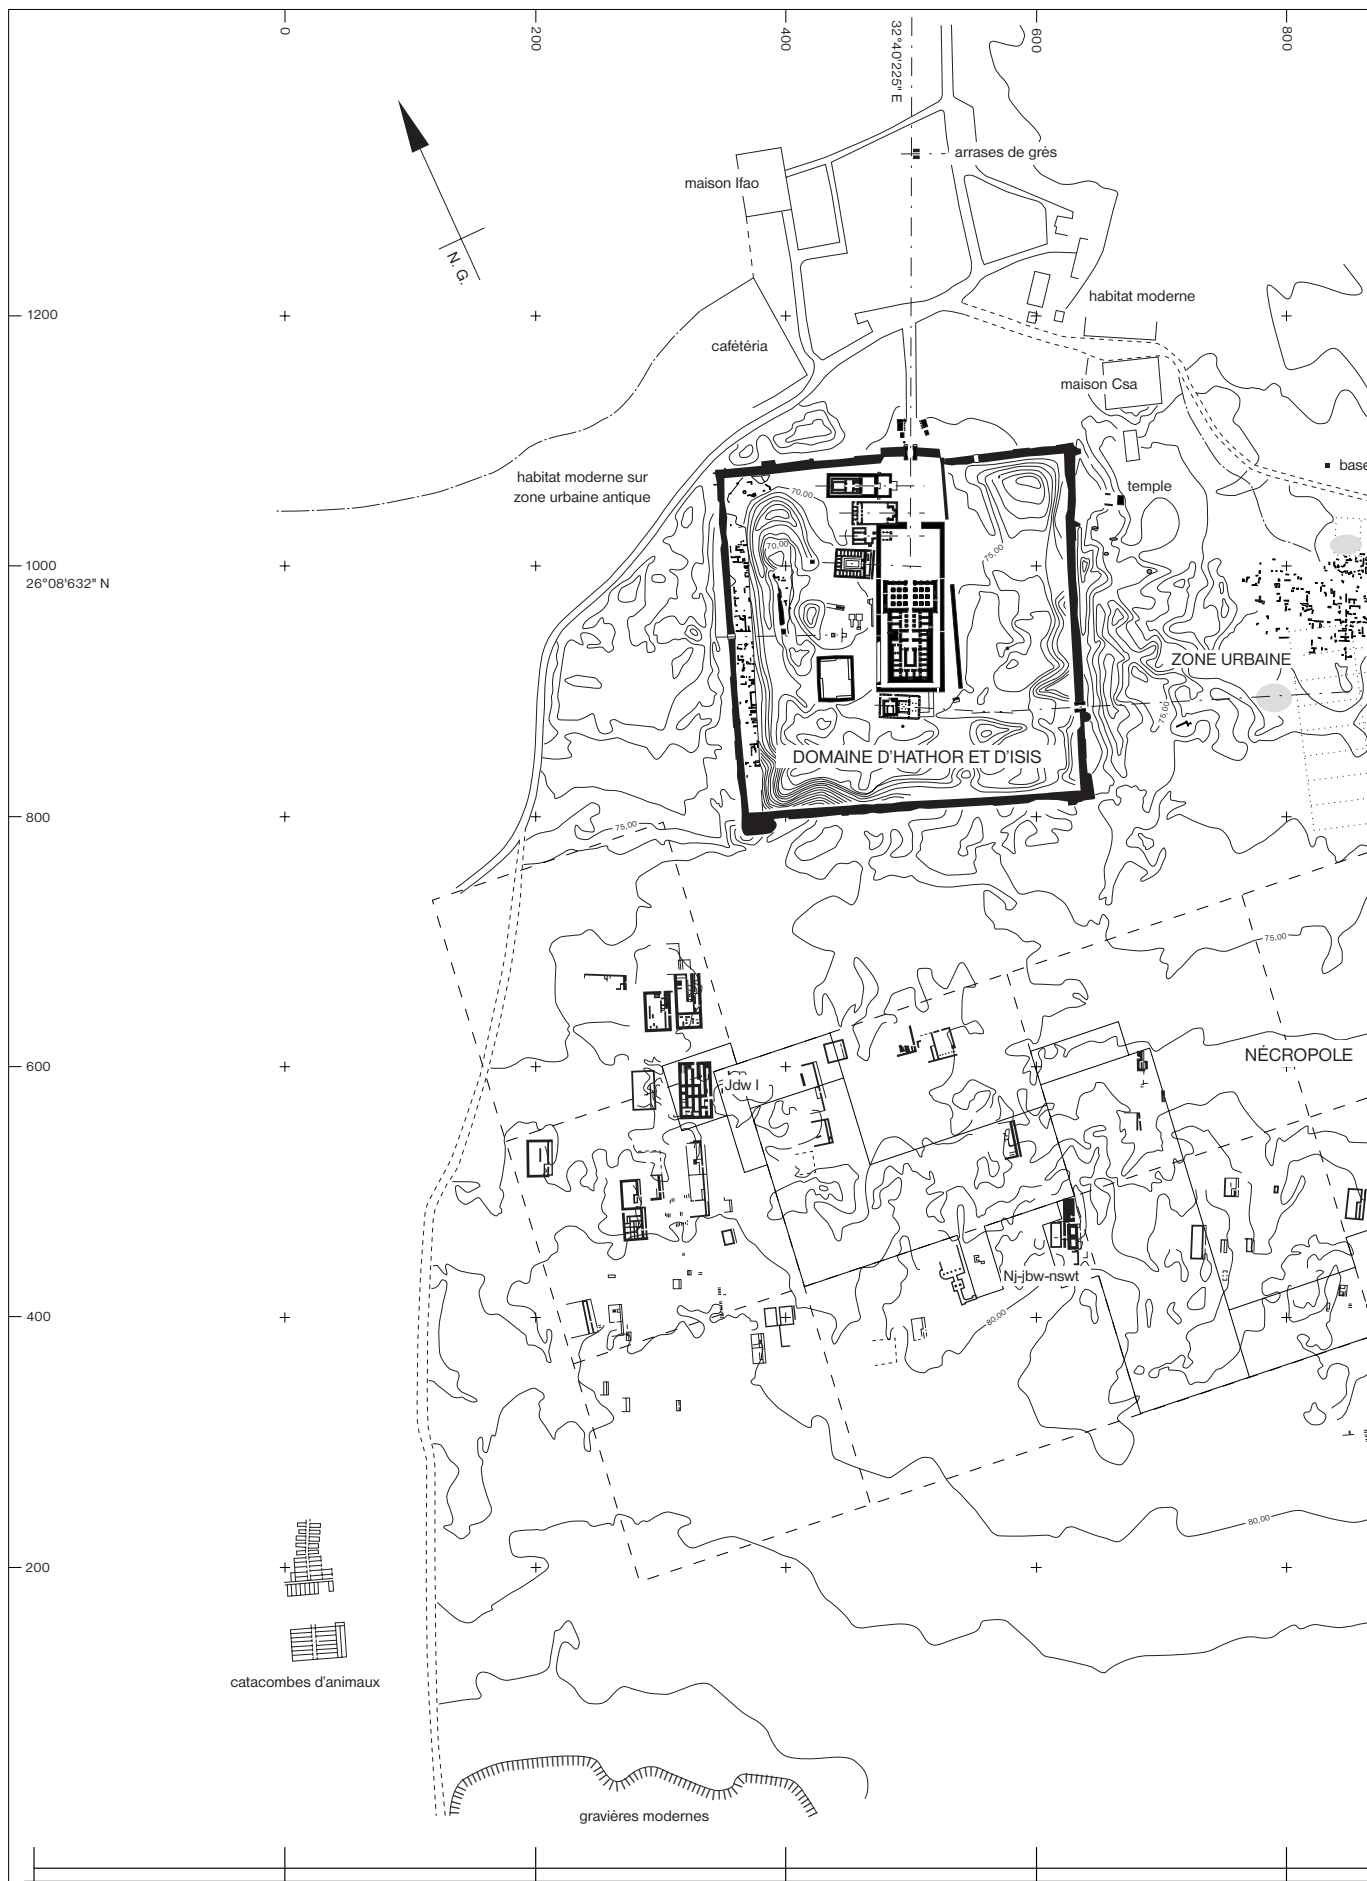 0
200
400
32°40'225" E
600
800
arrases de grès
maison Ifao
N. G.
habitat moderne
1200
cafétéria
maison Csa
base
habitat moderne sur
zone urbaine antique
temple
70,00
70,00
75,00
1000
26°08'632" N
ZONE URBAINE
75,00
DOMAINE D'HATHOR ET D'ISIS
800
75,00
75,00
NÉCROPOLE
600
Jdw I
Nj-jbw-nswt
400
80,00
80,00
200
catacombes d'animaux
gravières modernes